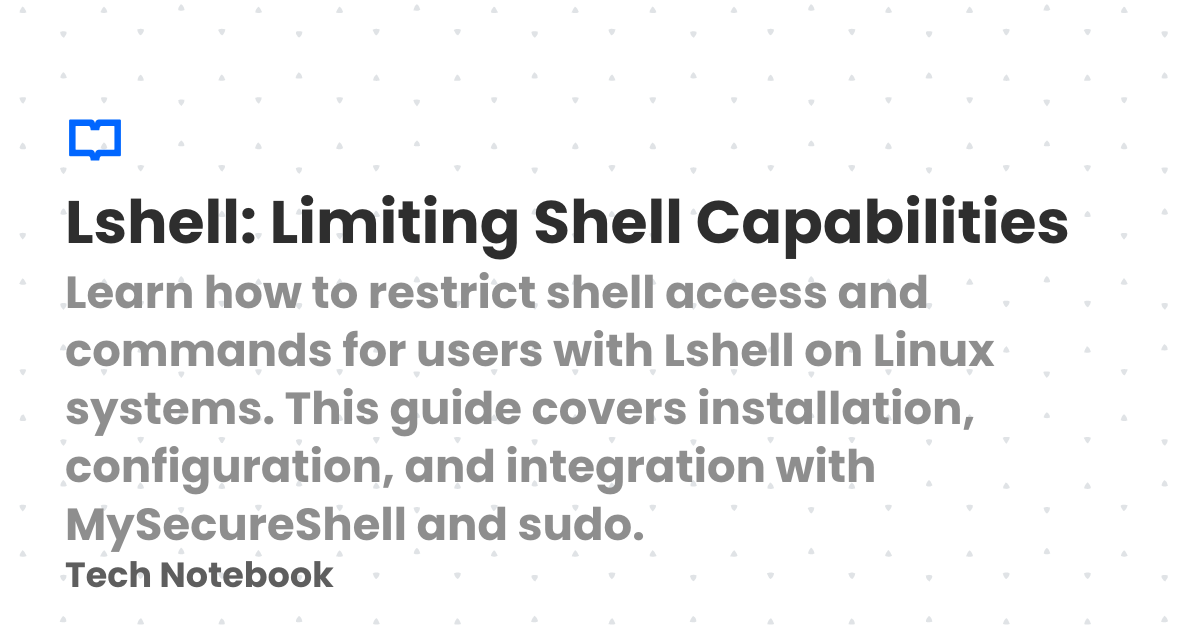 Lshell: Limiting Shell Capabilities
Learn how to restrict shell access and
commands for users with Lshell on Linux
systems. This guide covers installation,
configuration, and integration with
MySecureShell and sudo.
Tech Notebook